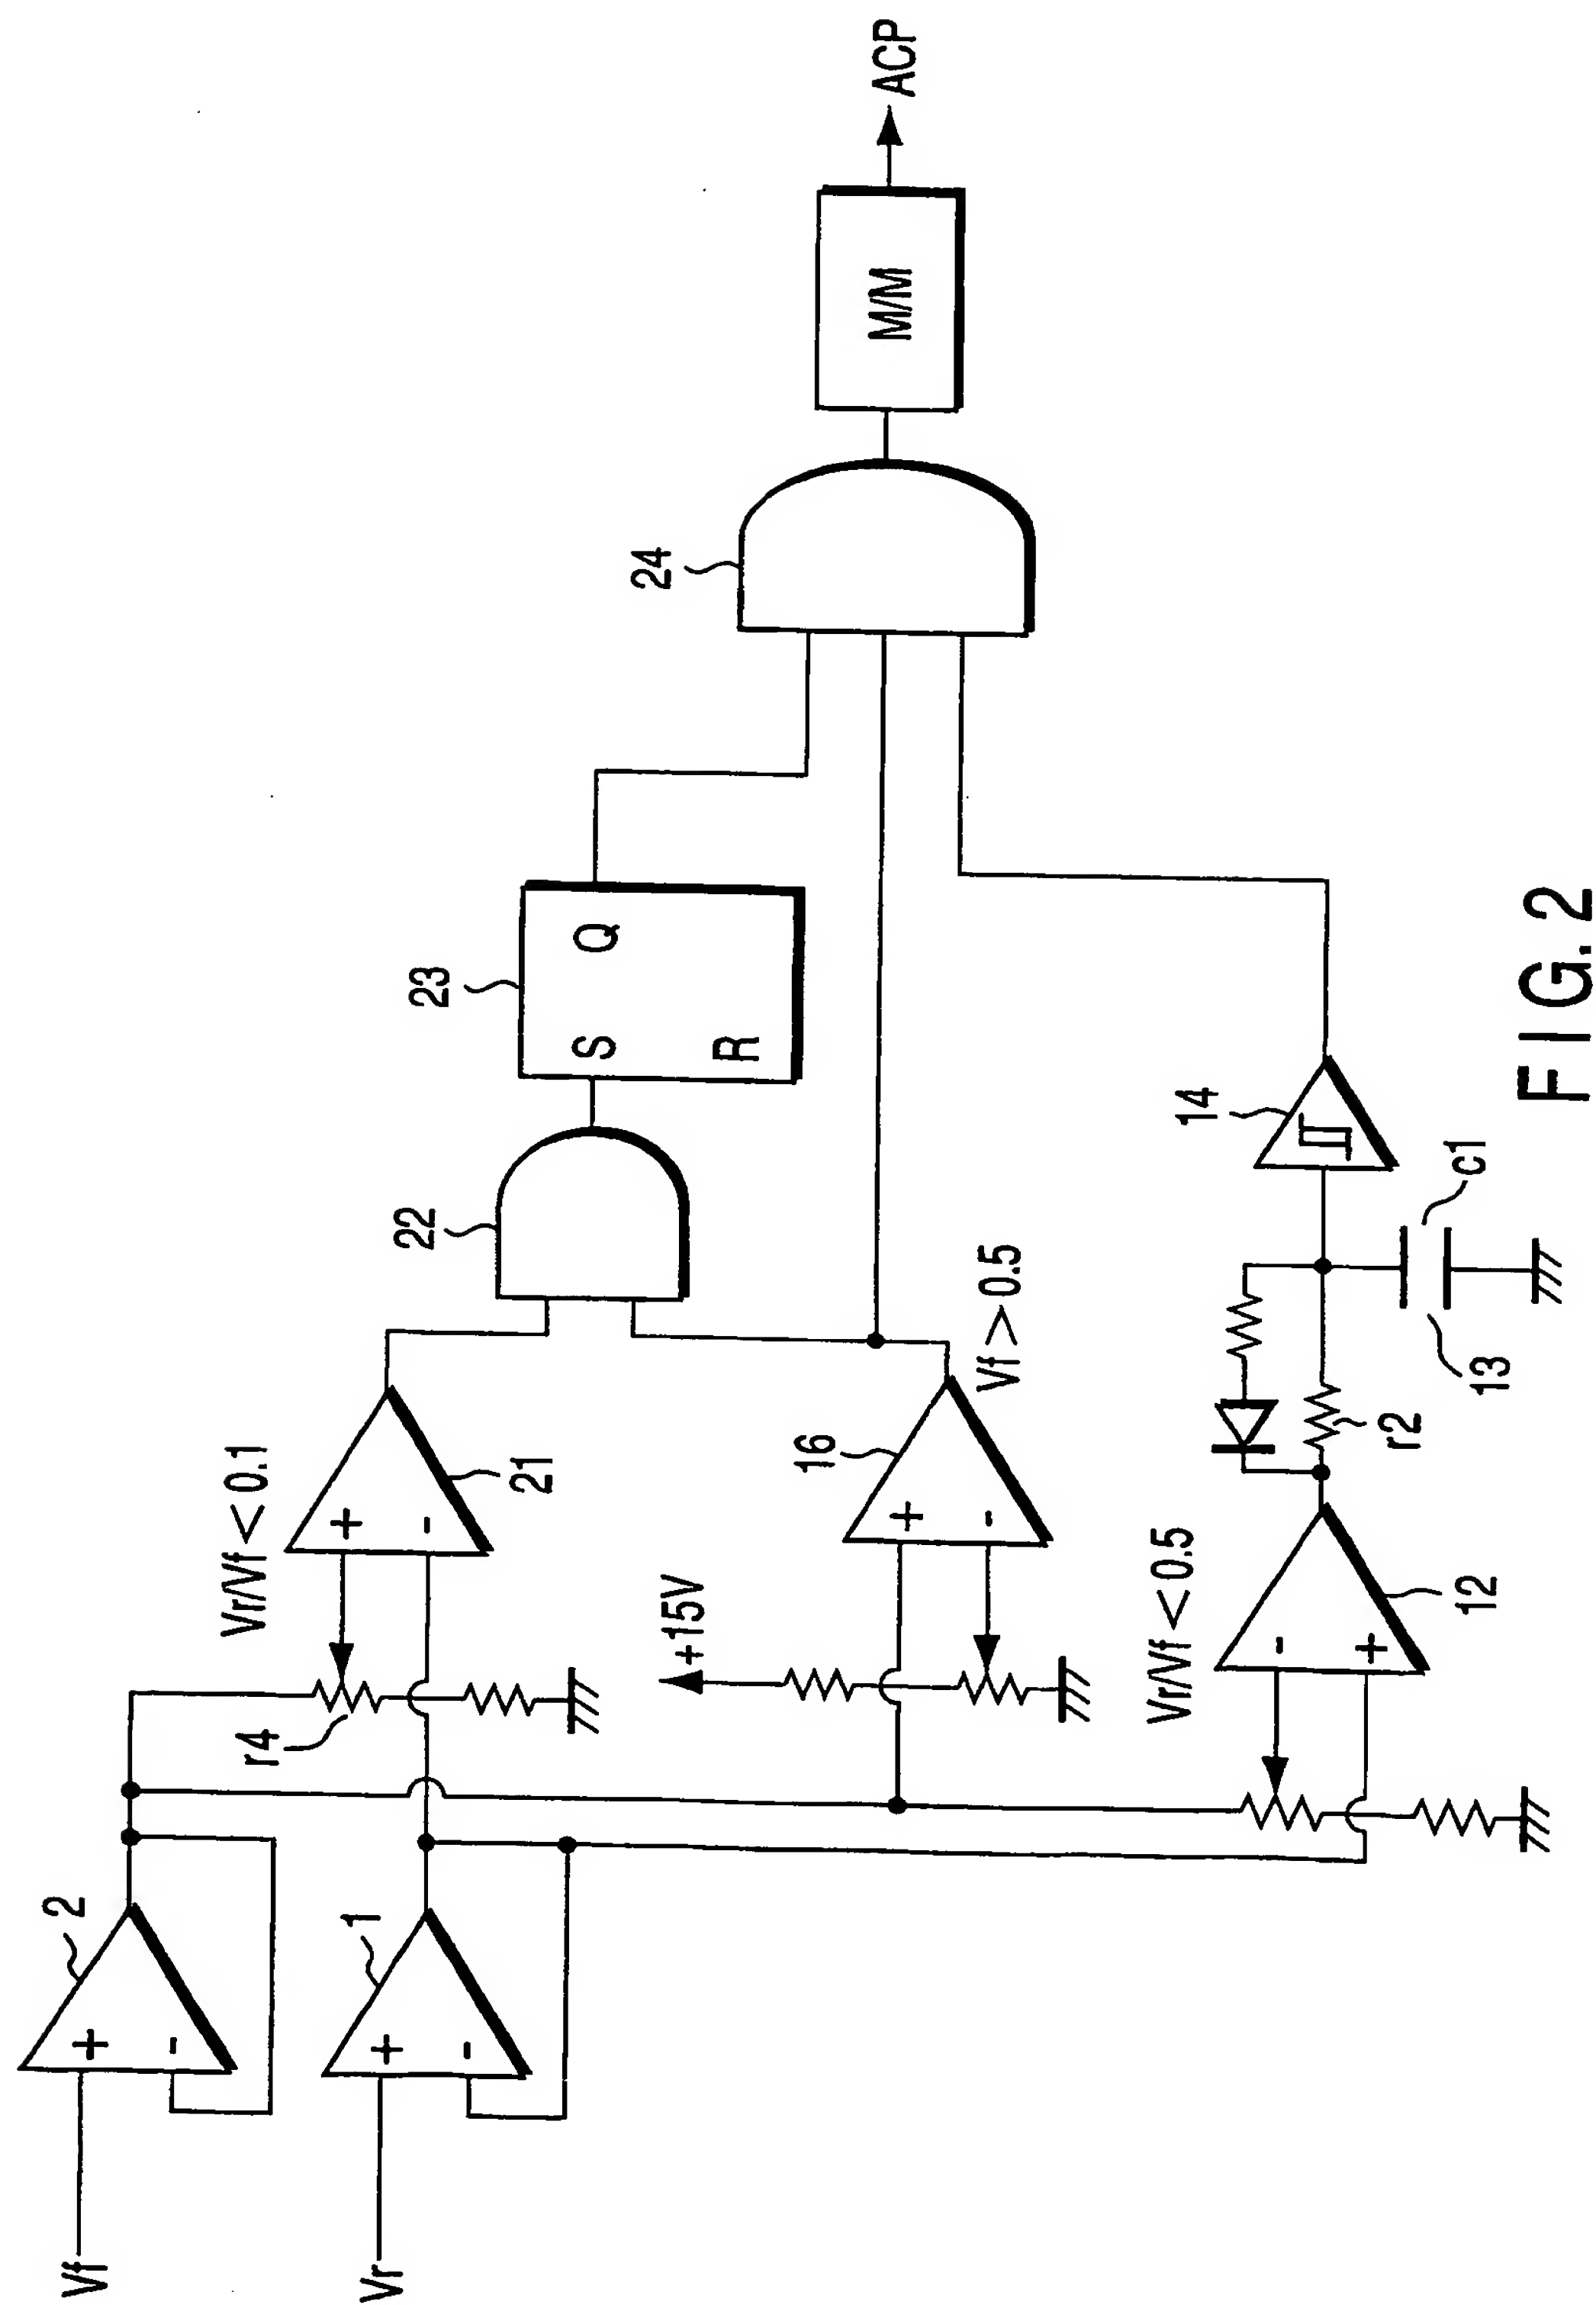 Vf
+
-
2
Vr
+
-
1
r4
Vr/Vf < 0.1
+
-
21
22
S
R
Q
23
+15V
+
-
16
Vf > 0.5
Vr/Vf < 0.5
-
+
12
r2
13
c1
14
24
M/M
ACP
FIG. 2